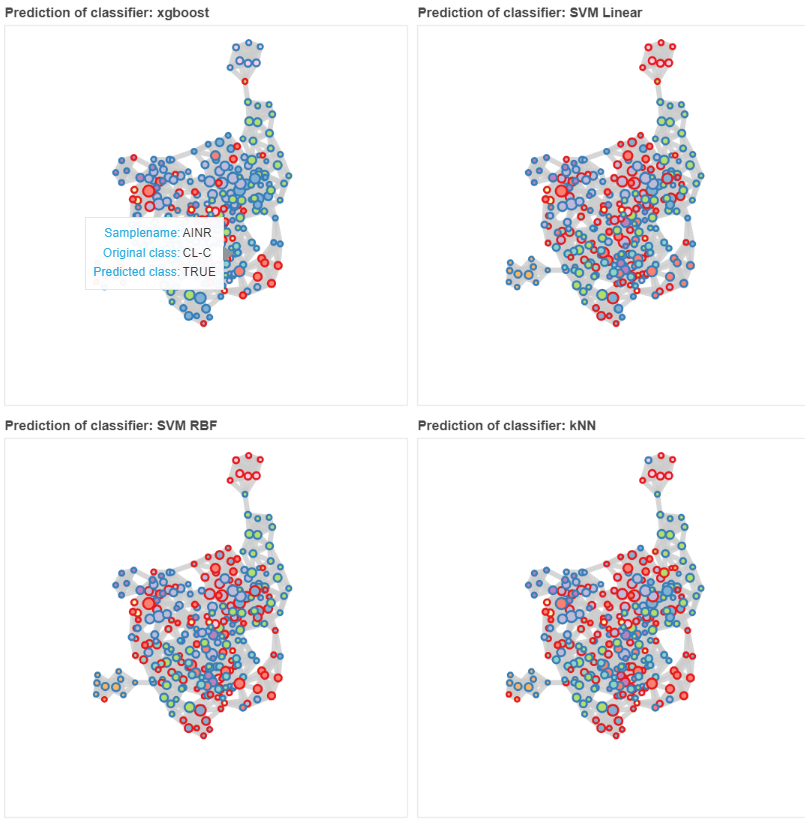 Prediction of classifier: xgboost
Prediction of classifier: SVM Linear
Samplename: AINR
Original class: CL-C
Predicted class: TRUE
Prediction of classifier: SVM RBF
Prediction of classifier: kNN